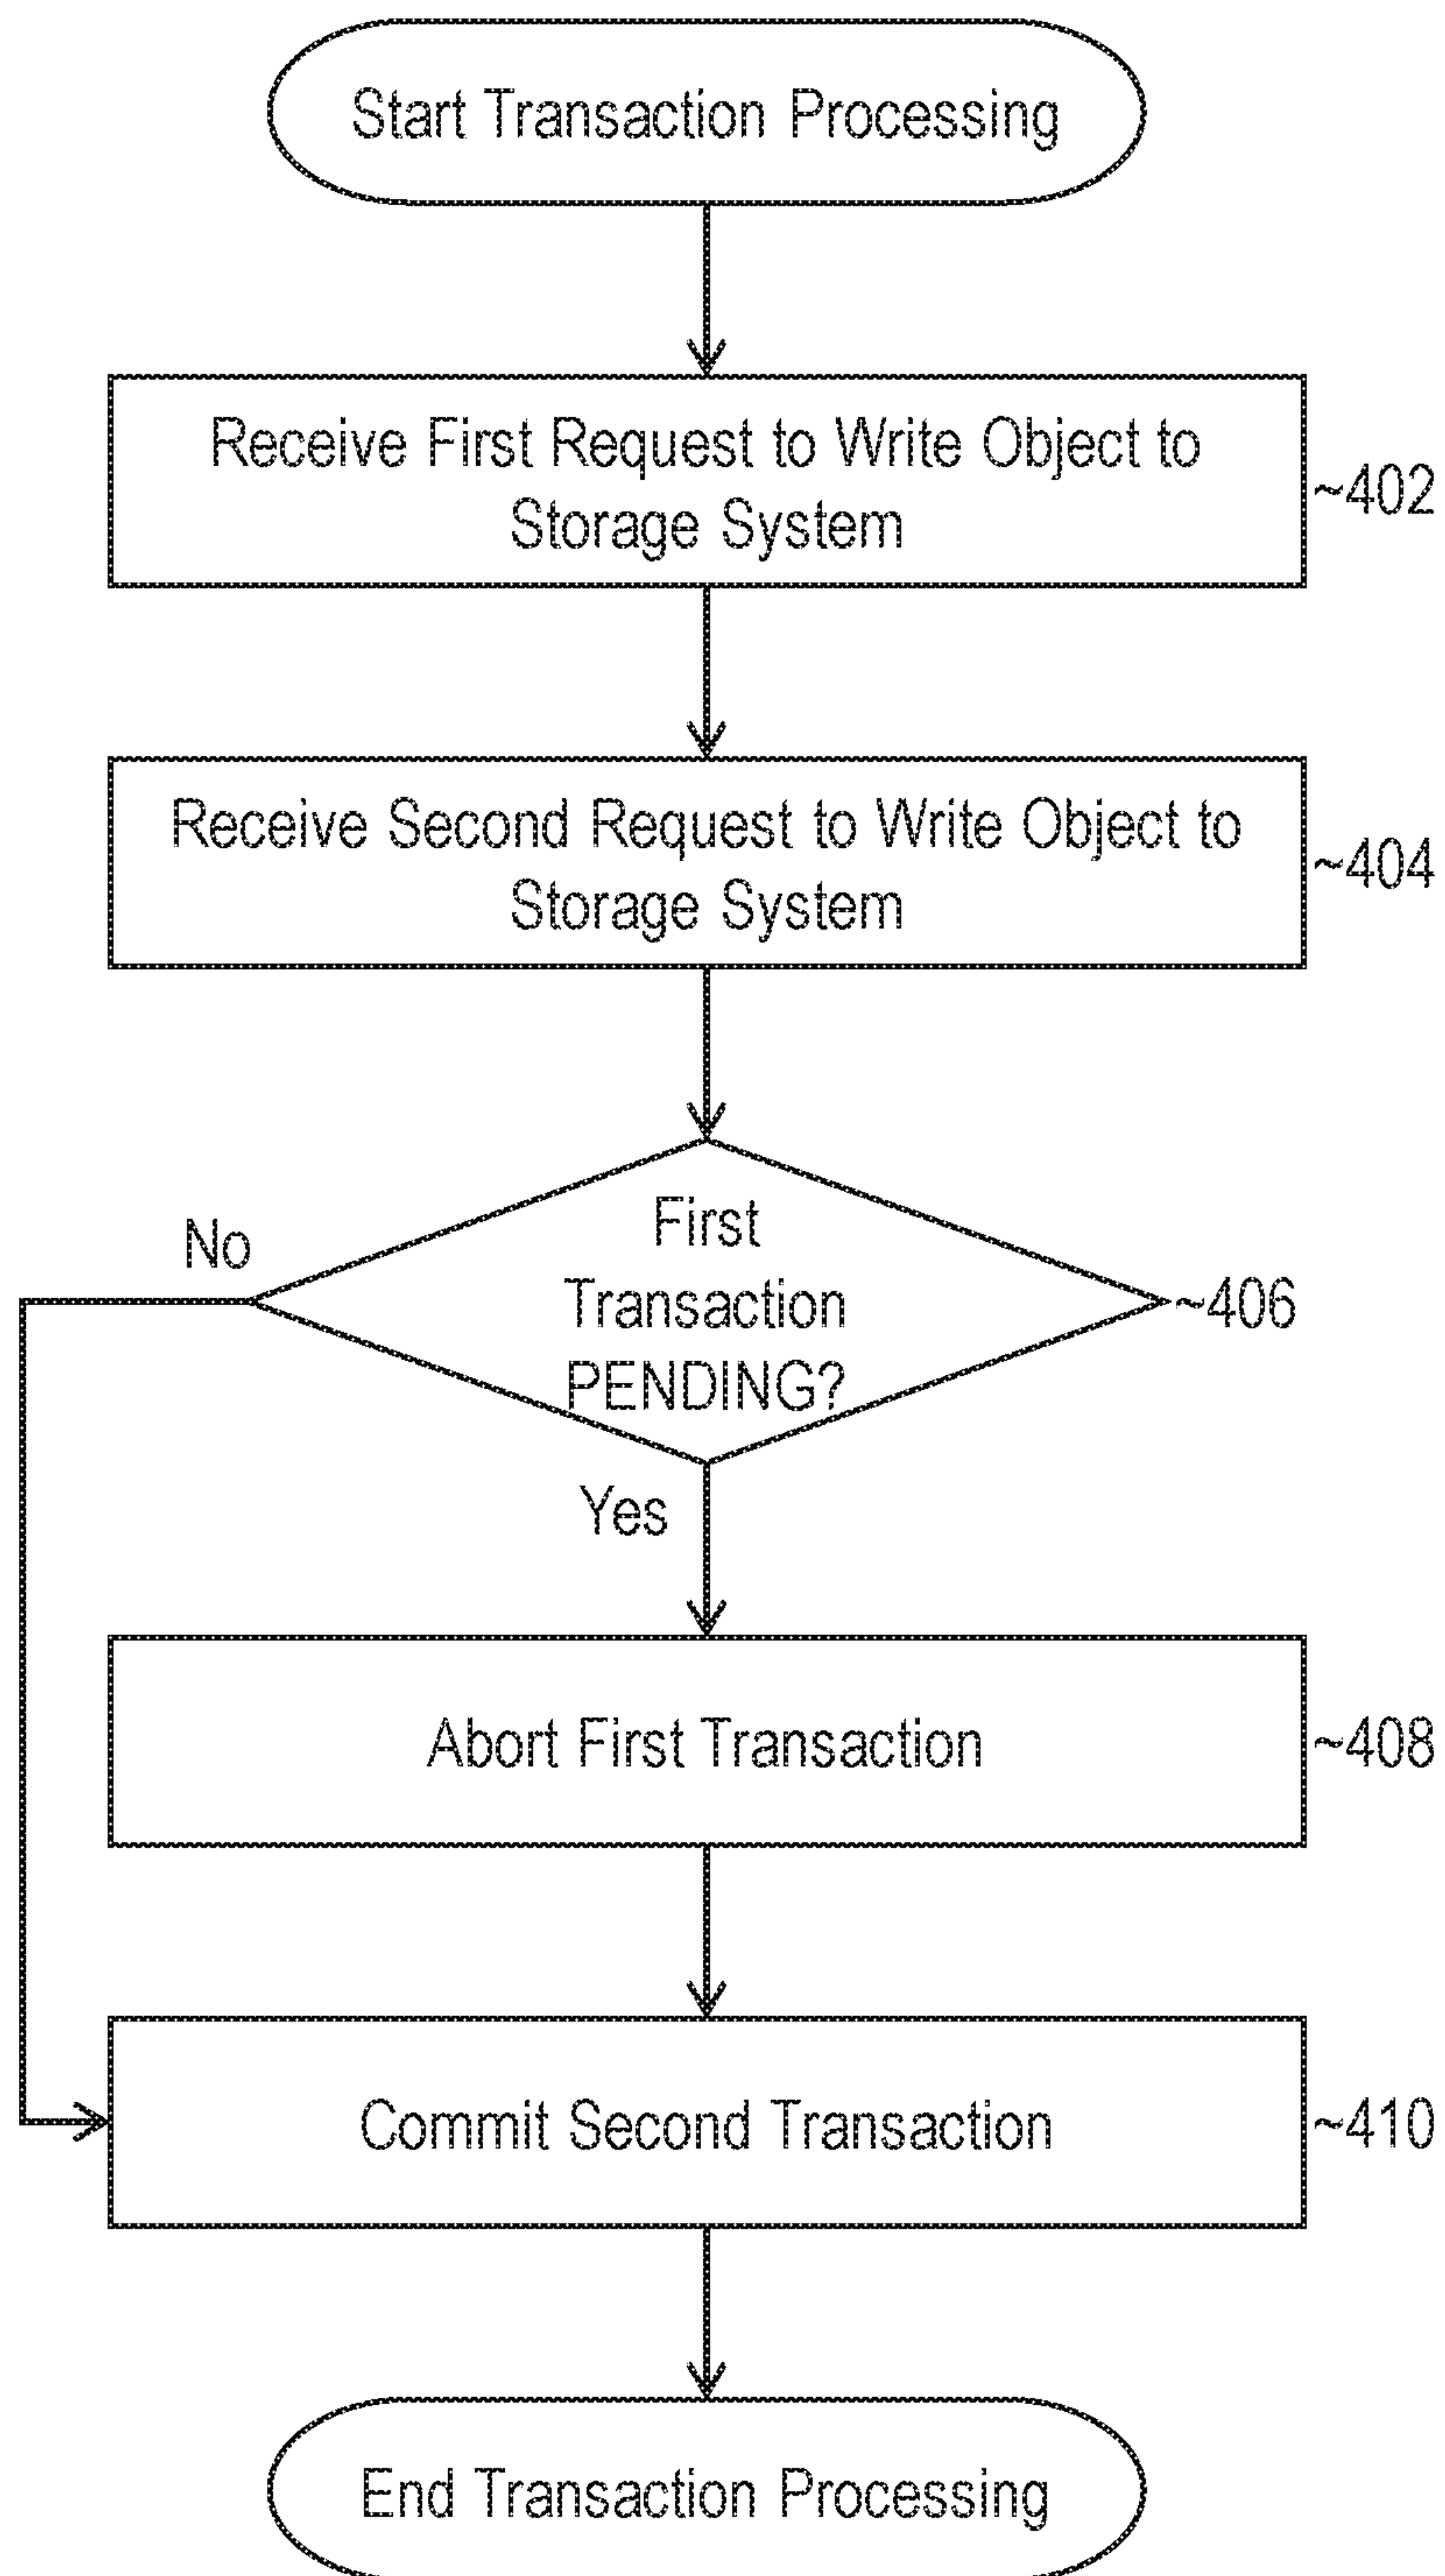 Start Transaction Processing
Receive First Request to Write Object to
Storage System
~402
Receive Second Request to Write Object to
Storage System
~404
First
Transaction
PENDING?
~406
No
Yes
Abort First Transaction
~408
Commit Second Transaction
~410
End Transaction Processing